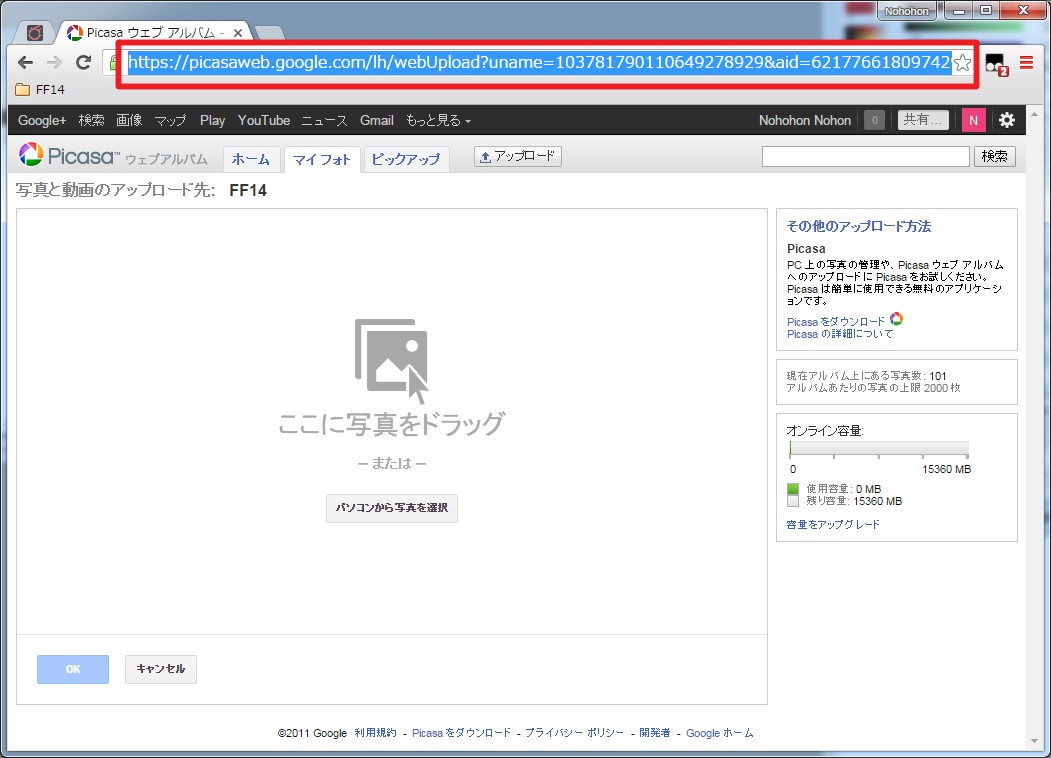 Nohohon
Picasa ウェブ アルバム -
https://picasaweb.google.com/lh/webUpload?uname=103781790110649278929&aid=621776618097429
2
FF14
Google+ 検索 画像 マップ Play YouTube ニュース Gmail もっと見る
Nohohon Nohon 0 共有... N
Picasa™ ウェブアルバム ホーム マイフォト ピックアップ アップロード 検索
写真と動画のアップロード先: FF14
ここに写真をドラッグ
– または –
パソコンから写真を選択
OK キャンセル
その他のアップロード方法
Picasa
PC 上の写真の管理や、Picasa ウェブ アルバム
へのアップロードに Picasa をお試しください。
Picasa は簡単に使用できる無料のアプリケーシ
ョンです。
Picasa をダウンロード
Picasa の詳細について
現在アルバム上にある写真数: 101
アルバムあたりの写真の上限 2000 枚
オンライン容量:
0 15360 MB
使用容量: 0 MB
残り容量: 15360 MB
容量をアップグレード
©2011 Google 利用規約 - Picasa をダウンロード - プライバシー ポリシー - 開発者 - Google ホーム